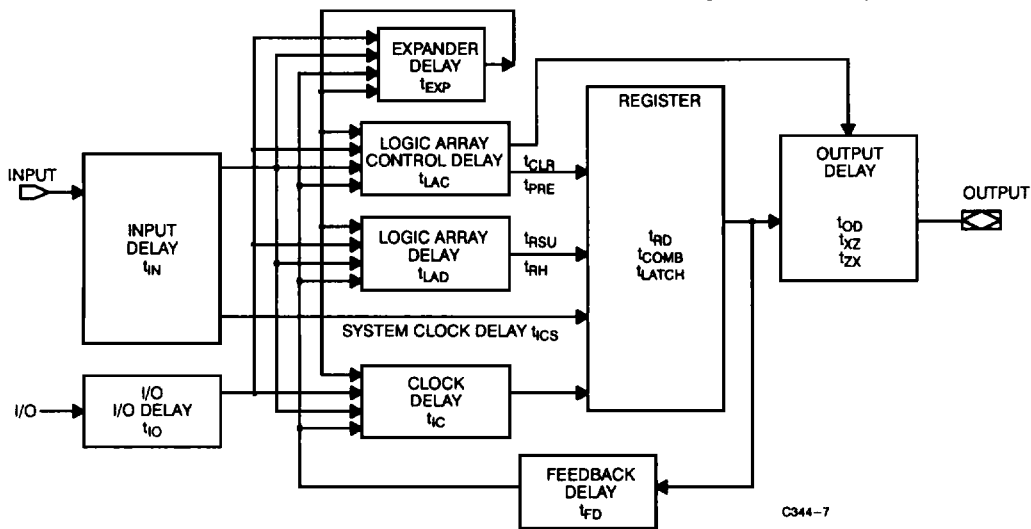 EXPANDER
DELAY
tEXP
REGISTER
LOGIC ARRAY
CONTROL DELAY
tLAC
tCLR
tPRE
OUTPUT
DELAY
tOD
tXZ
tZX
INPUT
OUTPUT
INPUT
DELAY
tIN
LOGIC ARRAY
DELAY
tLAD
tRSU
tRH
tRD
tCOMB
tLATCH
SYSTEM CLOCK DELAY tICS
I/O
I/O
I/O DELAY
tIO
CLOCK
DELAY
tIC
FEEDBACK
DELAY
tFD
C344-7